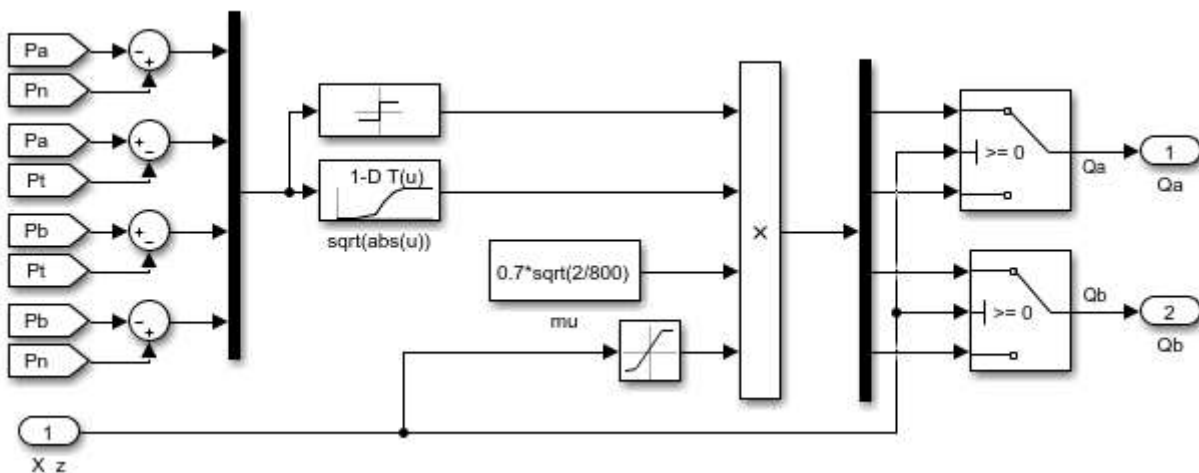 Pa
Pn
Pa
Pt
Pb
Pt
Pb
Pn
1
X_z
1-D T(u)
sqrt(abs(u))
0.7*sqrt(2/800)
mu
×
>= 0
Qa
1
Qa
>= 0
Qb
2
Qb